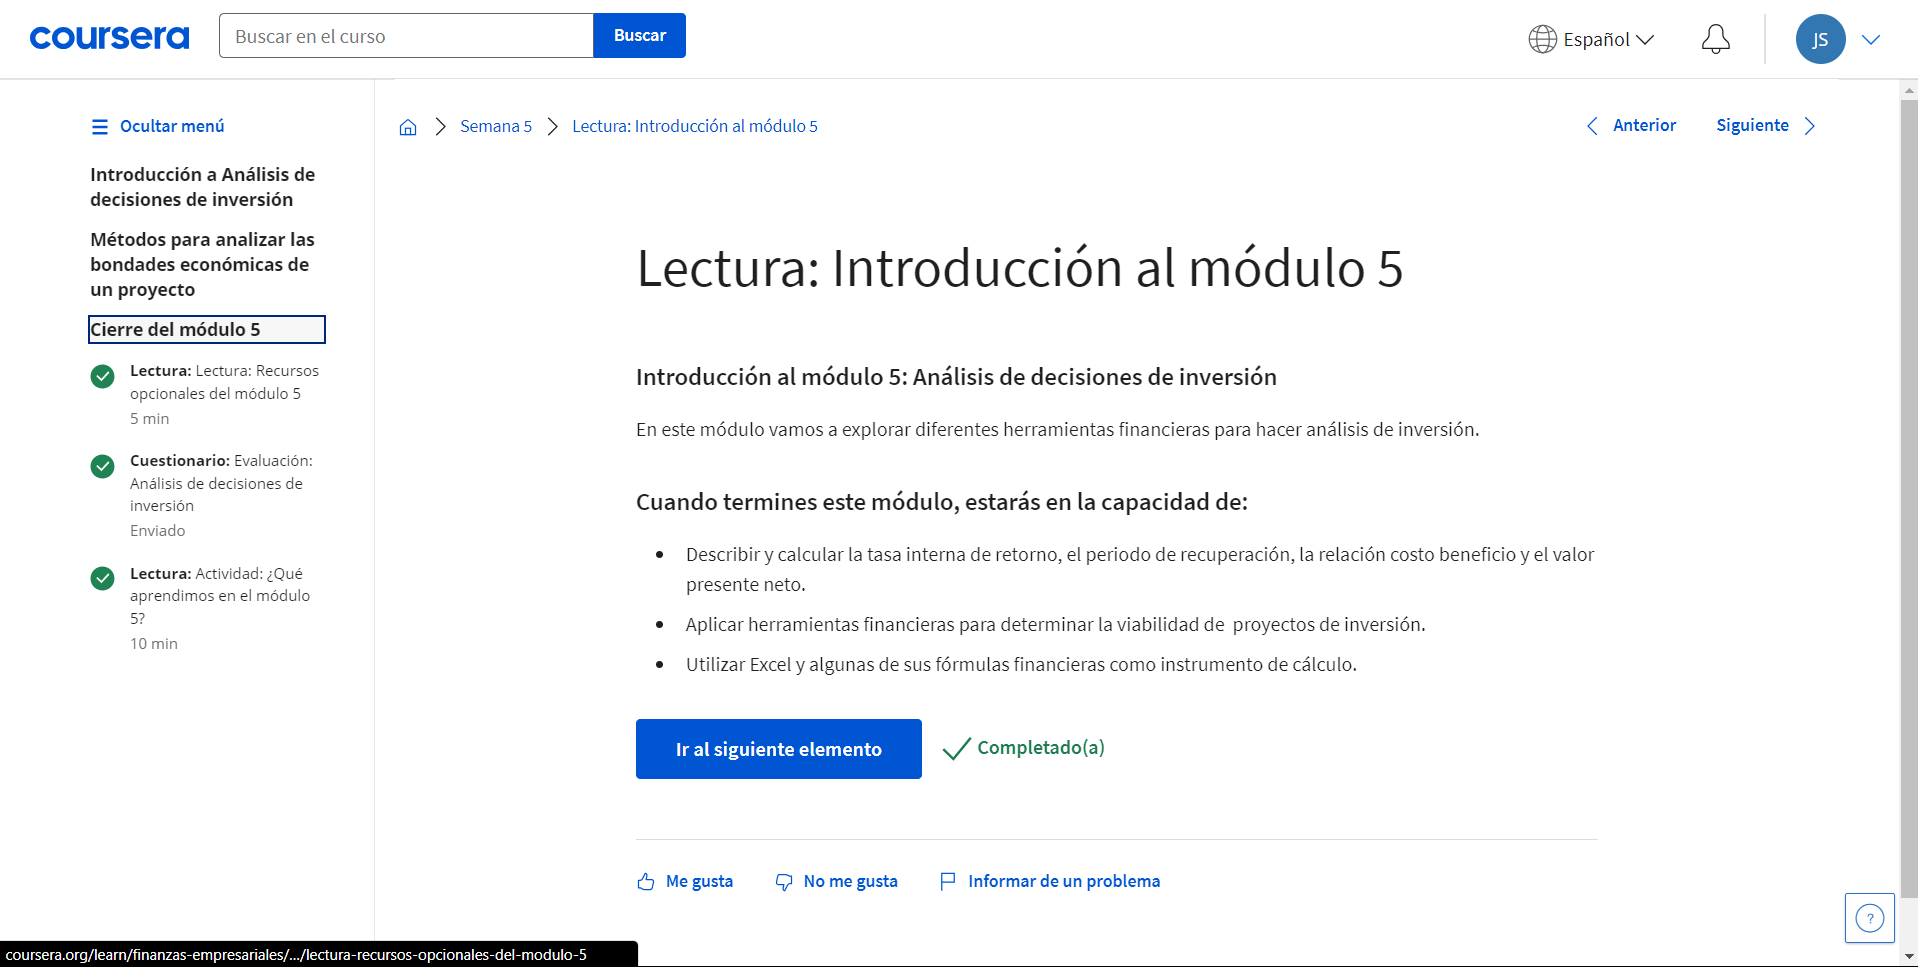 coursera
Buscar en el curso
Buscar
Español
JS
Ocultar menú
Introducción a Análisis de
decisiones de inversión
Métodos para analizar las
bondades económicas de
un proyecto
Cierre del módulo 5
Lectura: Lectura: Recursos
opcionales del módulo 5
5 min
Cuestionario: Evaluación:
Análisis de decisiones de
inversión
Enviado
Lectura: Actividad: ¿Qué
aprendimos en el módulo
5?
10 min
Semana 5
Lectura: Introducción al módulo 5
Anterior
Siguiente
Lectura: Introducción al módulo 5
Introducción al módulo 5: Análisis de decisiones de inversión
En este módulo vamos a explorar diferentes herramientas financieras para hacer análisis de inversión.
Cuando termines este módulo, estarás en la capacidad de:
• Describir y calcular la tasa interna de retorno, el periodo de recuperación, la relación costo beneficio y el valor
presente neto.
• Aplicar herramientas financieras para determinar la viabilidad de proyectos de inversión.
• Utilizar Excel y algunas de sus fórmulas financieras como instrumento de cálculo.
Ir al siguiente elemento
Completado(a)
Me gusta
No me gusta
Informar de un problema
?
coursera.org/learn/finanzas-empresariales/.../lectura-recursos-opcionales-del-modulo-5